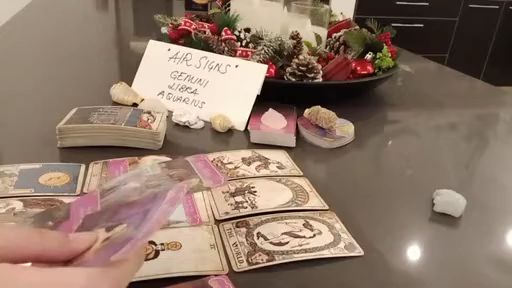 *AIR SIGNS*
GEMINI
LIBRA
AQUARIUS
THE WORLD